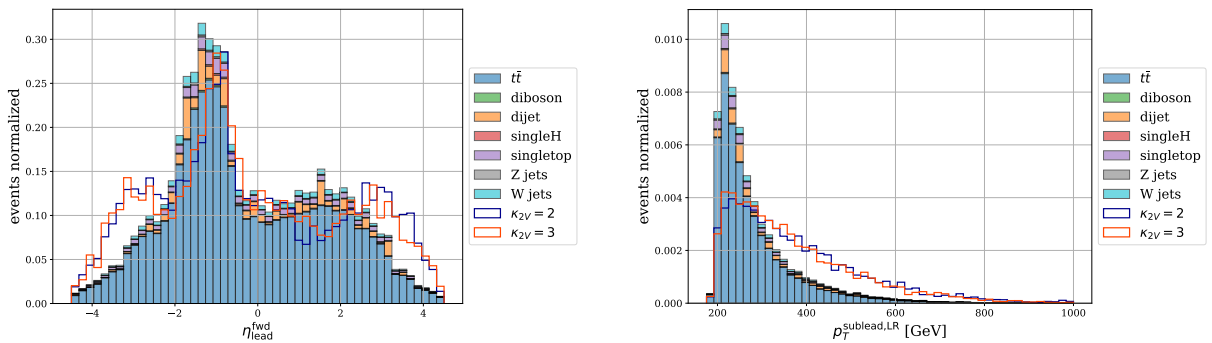 events normalized
0.30
0.25
0.20
0.15
0.10
0.05
0.00
−4 −2 0 2 4
η^fwd_lead
tt̄
diboson
dijet
singleH
singletop
Z jets
W jets
κ_2V = 2
κ_2V = 3
events normalized
0.010
0.008
0.006
0.004
0.002
0.000
200 400 600 800 1000
p_T^sublead,LR [GeV]
tt̄
diboson
dijet
singleH
singletop
Z jets
W jets
κ_2V = 2
κ_2V = 3